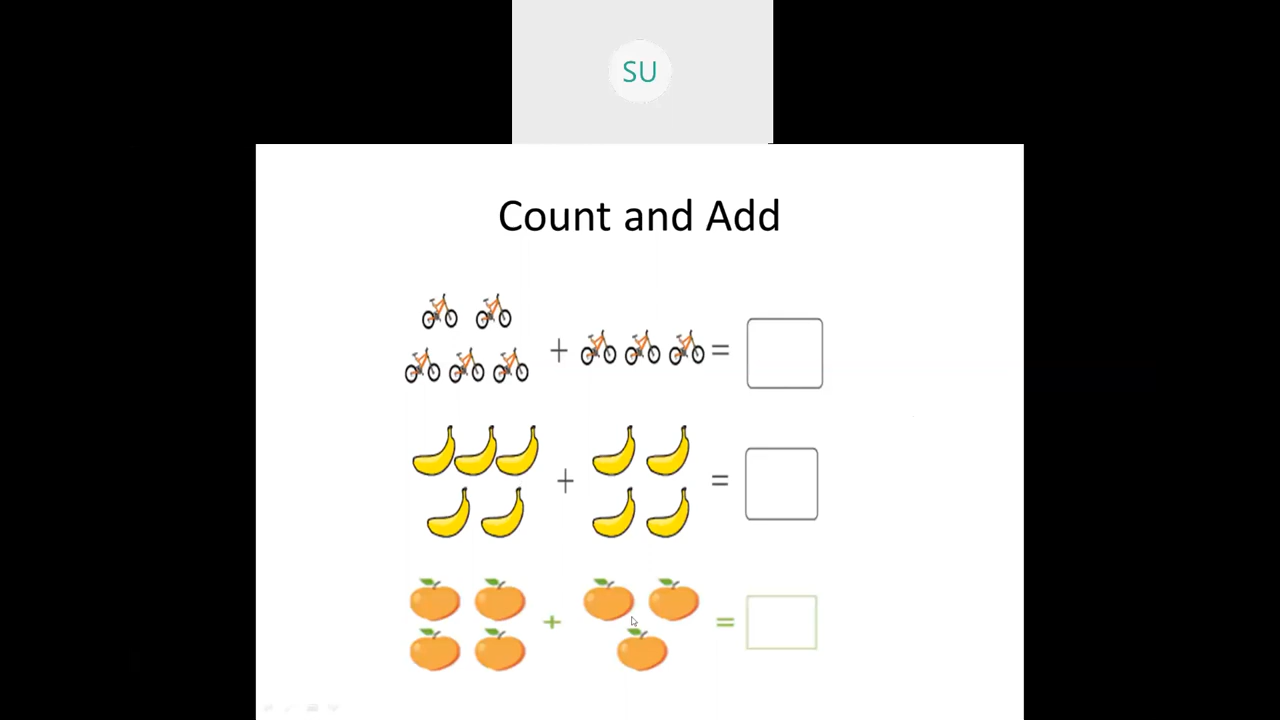 SU
Count and Add
+ =
+ =
+ =